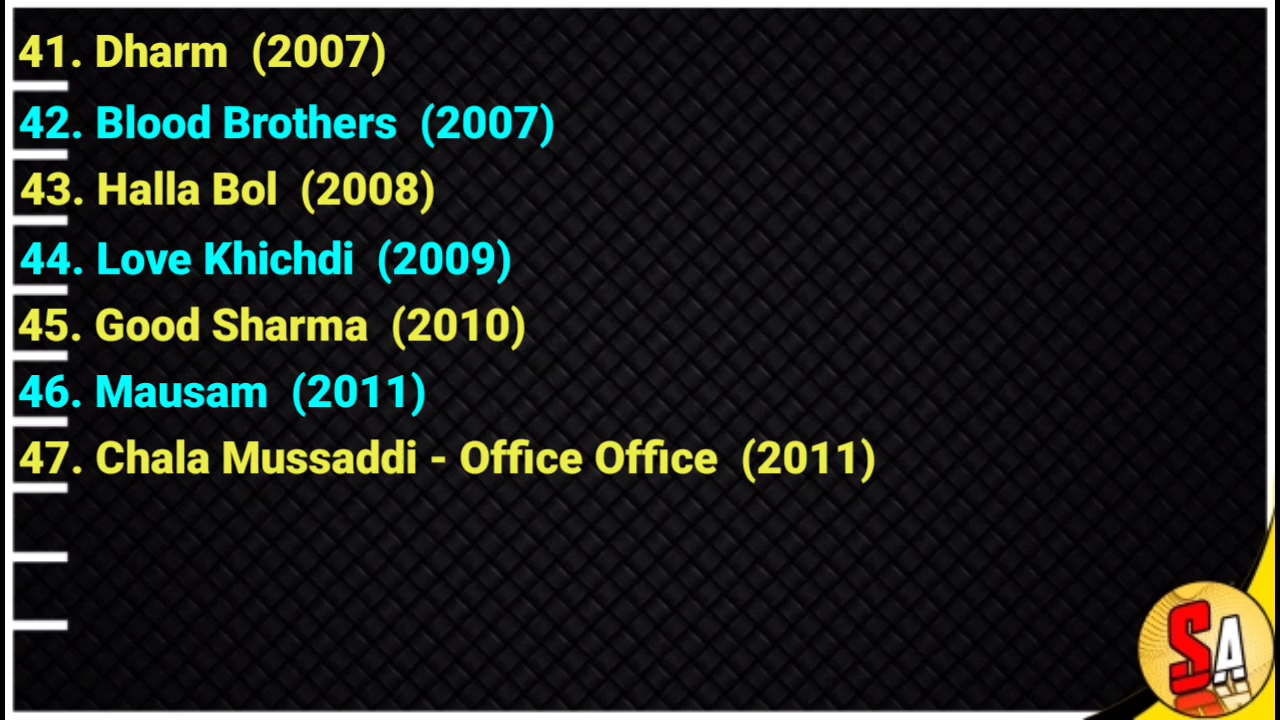 41. Dharm (2007)
42. Blood Brothers (2007)
43. Halla Bol (2008)
44. Love Khichdi (2009)
45. Good Sharma (2010)
46. Mausam (2011)
47. Chala Mussaddi - Office Office (2011)
SA